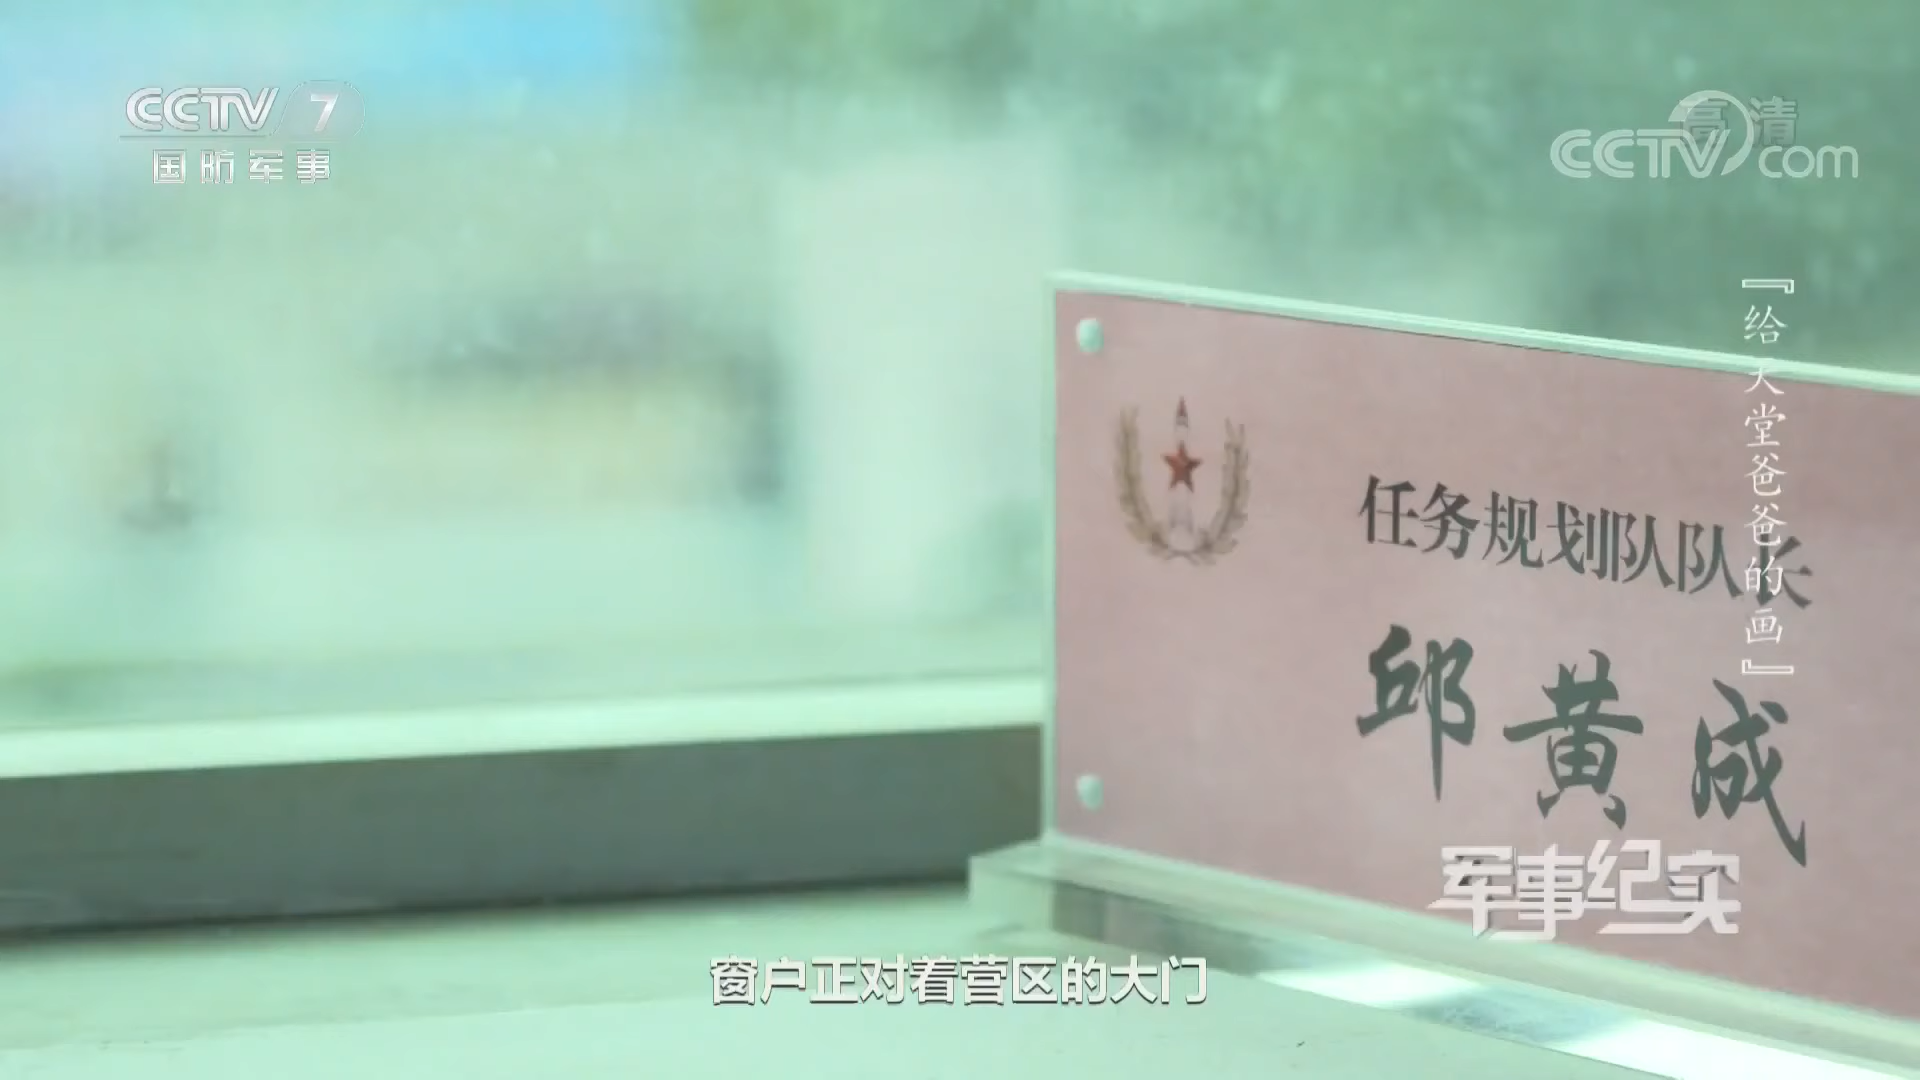 CCTV 7
国防军事
高清
CCTV.com
『给天堂爸爸的画』
任务规划队队长
邱黄成
军事纪实
窗户正对着营区的大门